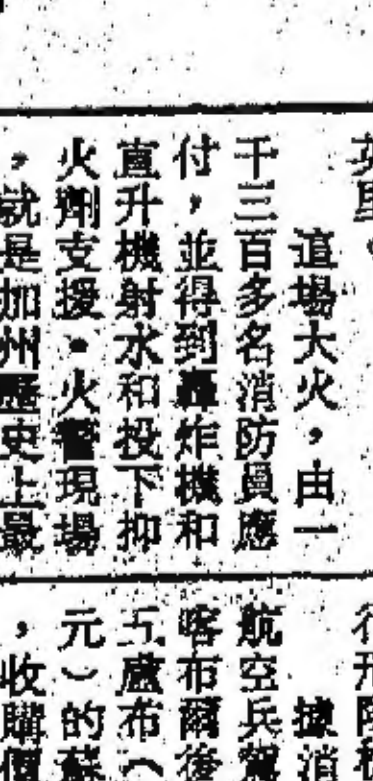 英里。
這場大火，由一
千三百多名消防員應
付，並得到轟炸機和
直升機射水和投下抑
火劑支援。火警現場
，就是加州歷史上最
據消
航空兵駕
喀布爾後
五盧布（
元）的蘇
，收購價